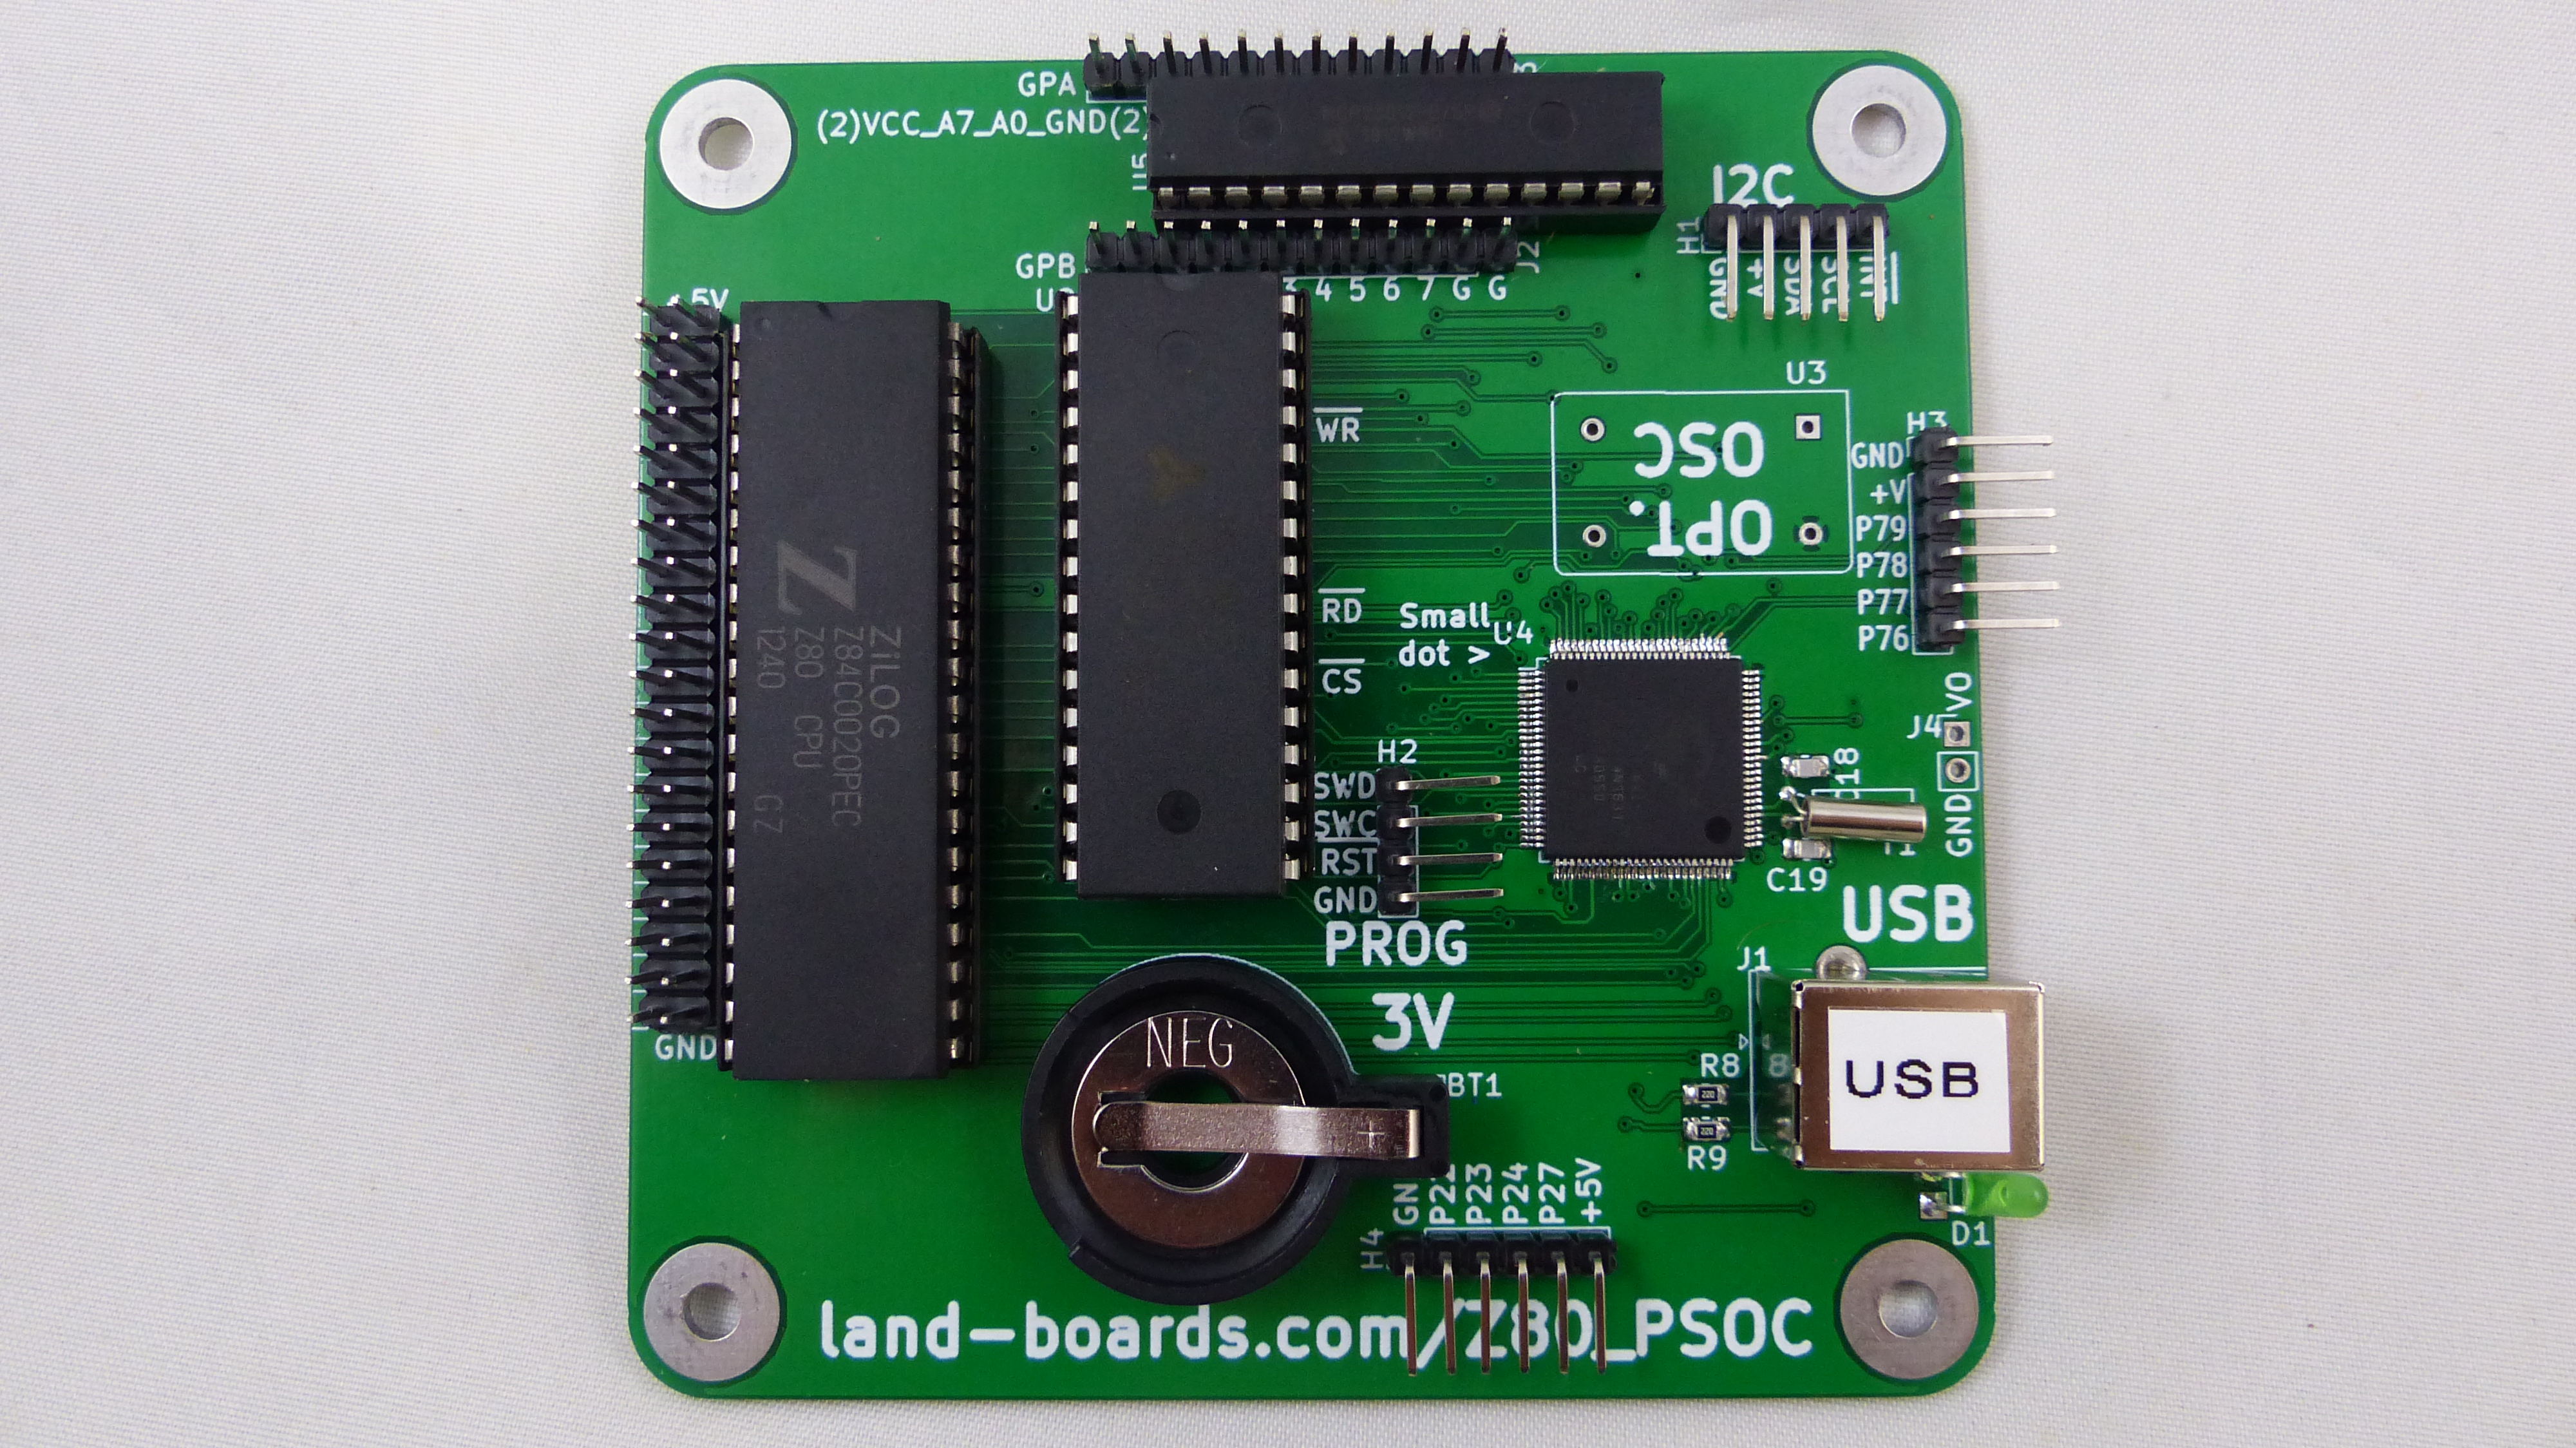 GPA
(2)VCC_A7_A0_GND(2)
U5
I2C
H1
GND
+V
SDA
SCL
INT
GPB
J2
4 5 6 7 G G
+5V
U3
OSC
OPT.
WR
RD
CS
Small
dot >
U4
H3
GND
+V
P79
P78
P77
P76
ZiLOG
Z84C0020PEC
Z80 CPU
1240 GZ
H2
SWD
SWC
RST
GND
PROG
VO
J4
GND
C18
C19
USB
J1
3V
GND
NEG
+
BT1
R8
R9
USB
D1
H4
P22
P23
P24
P27
+5V
land-boards.com/Z80_PSOC